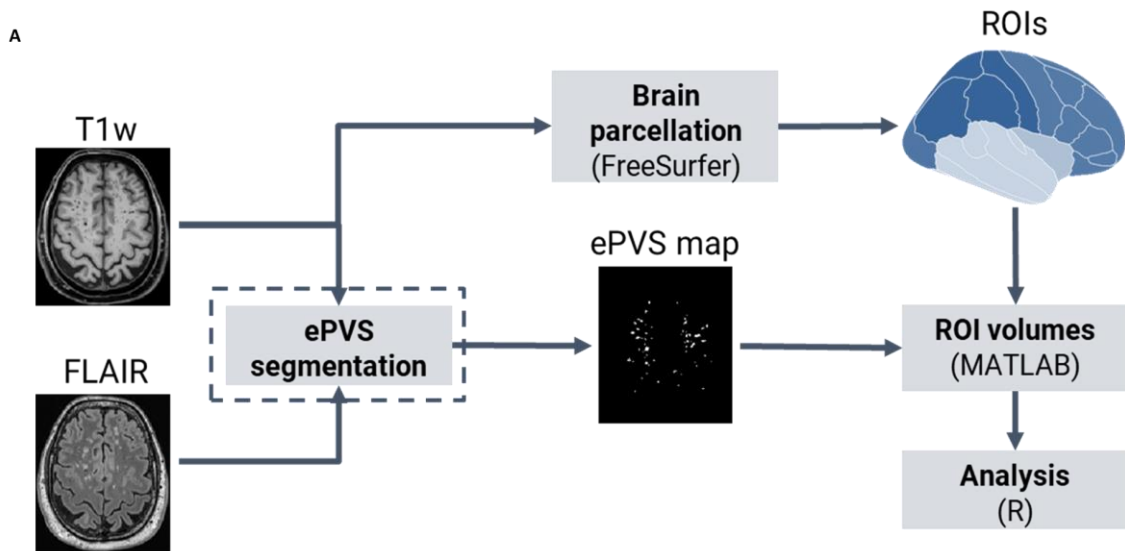 A
T1w
FLAIR
ePVS
segmentation
Brain
parcellation
(FreeSurfer)
ePVS map
ROIs
ROI volumes
(MATLAB)
Analysis
(R)